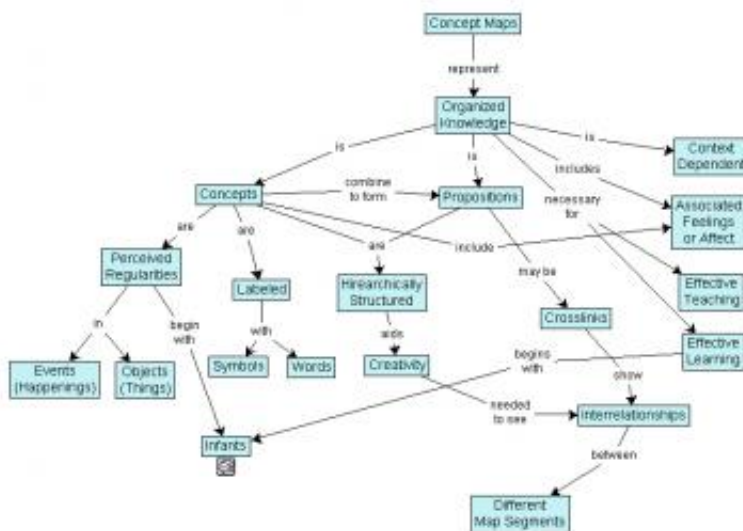 Concept Maps
represent
Organized
Knowledge
is
is
is
Context
Dependent
includes
Concepts
combine
to form
Propositions
necessary
for
Associated
Feelings
or Affect
are
are
are
include
Perceived
Regularities
Labeled
Hirearchically
Structured
may be
Effective
Teaching
in
begin
with
with
aids
Crosslinks
Events
(Happenings)
Objects
(Things)
Symbols
Words
Creativity
begins
with
Effective
Learning
show
needed
to see
Interrelationships
Infants
between
Different
Map Segments